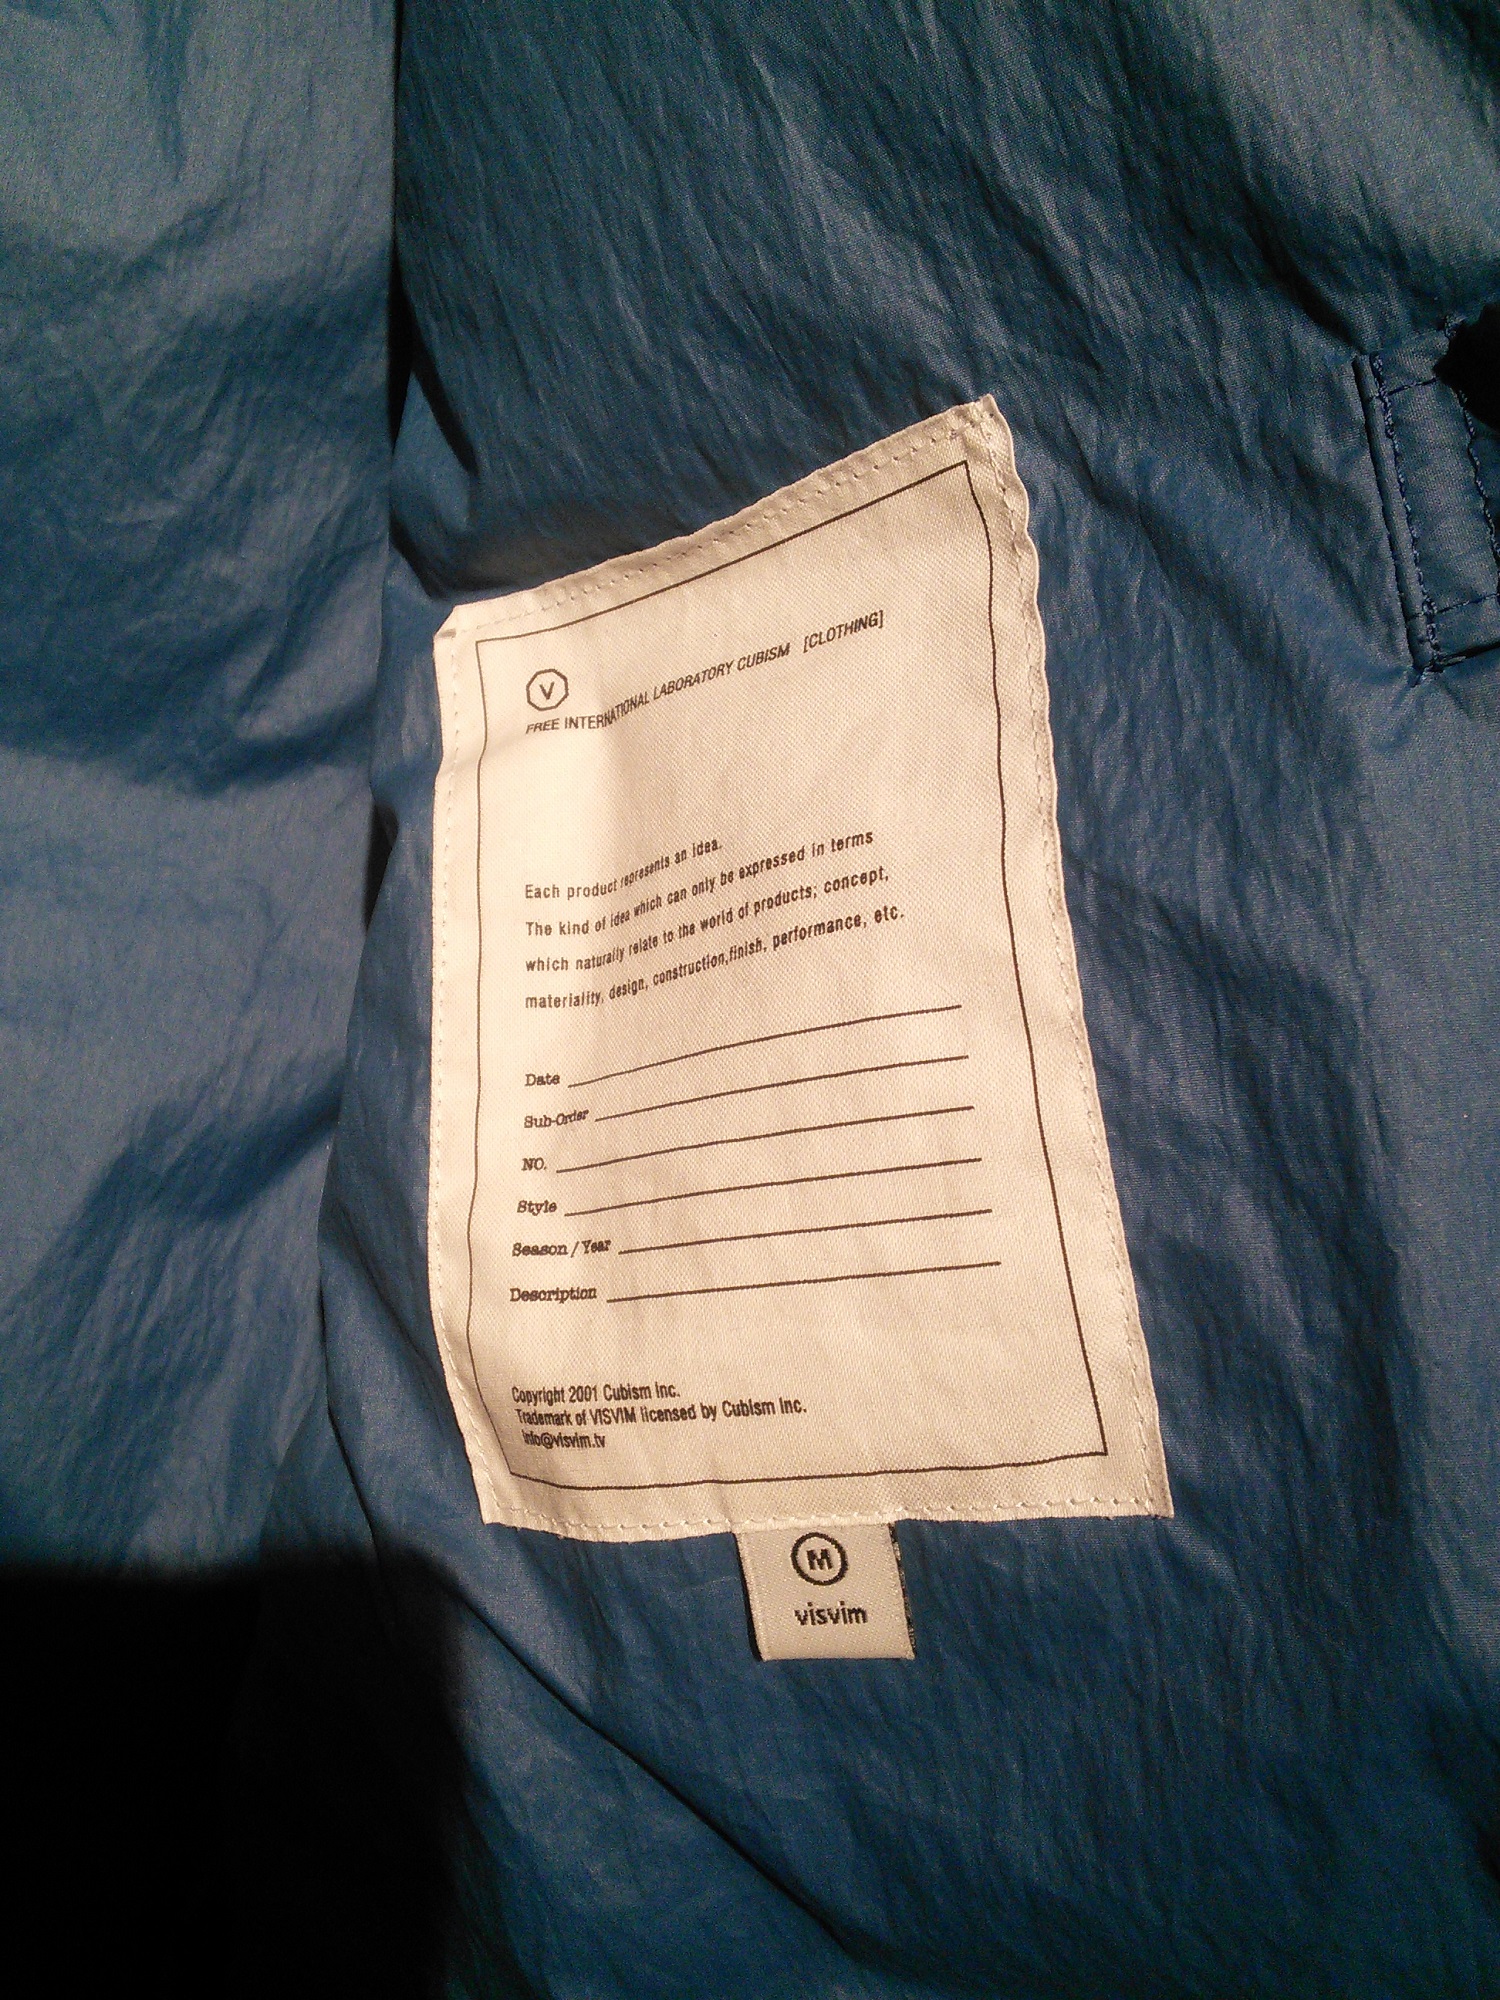 V
FREE INTERNATIONAL LABORATORY CUBISM [CLOTHING]
Each product represents an idea.
The kind of idea which can only be expressed in terms
which naturally relate to the world of products; concept,
materiality, design, construction,finish, performance, etc.
Date
Sub-Order
NO.
Style
Season / Year
Description
Copyright 2001 Cubism Inc.
Trademark of VISVIM licensed by Cubism Inc.
info@visvim.tv
M
visvim